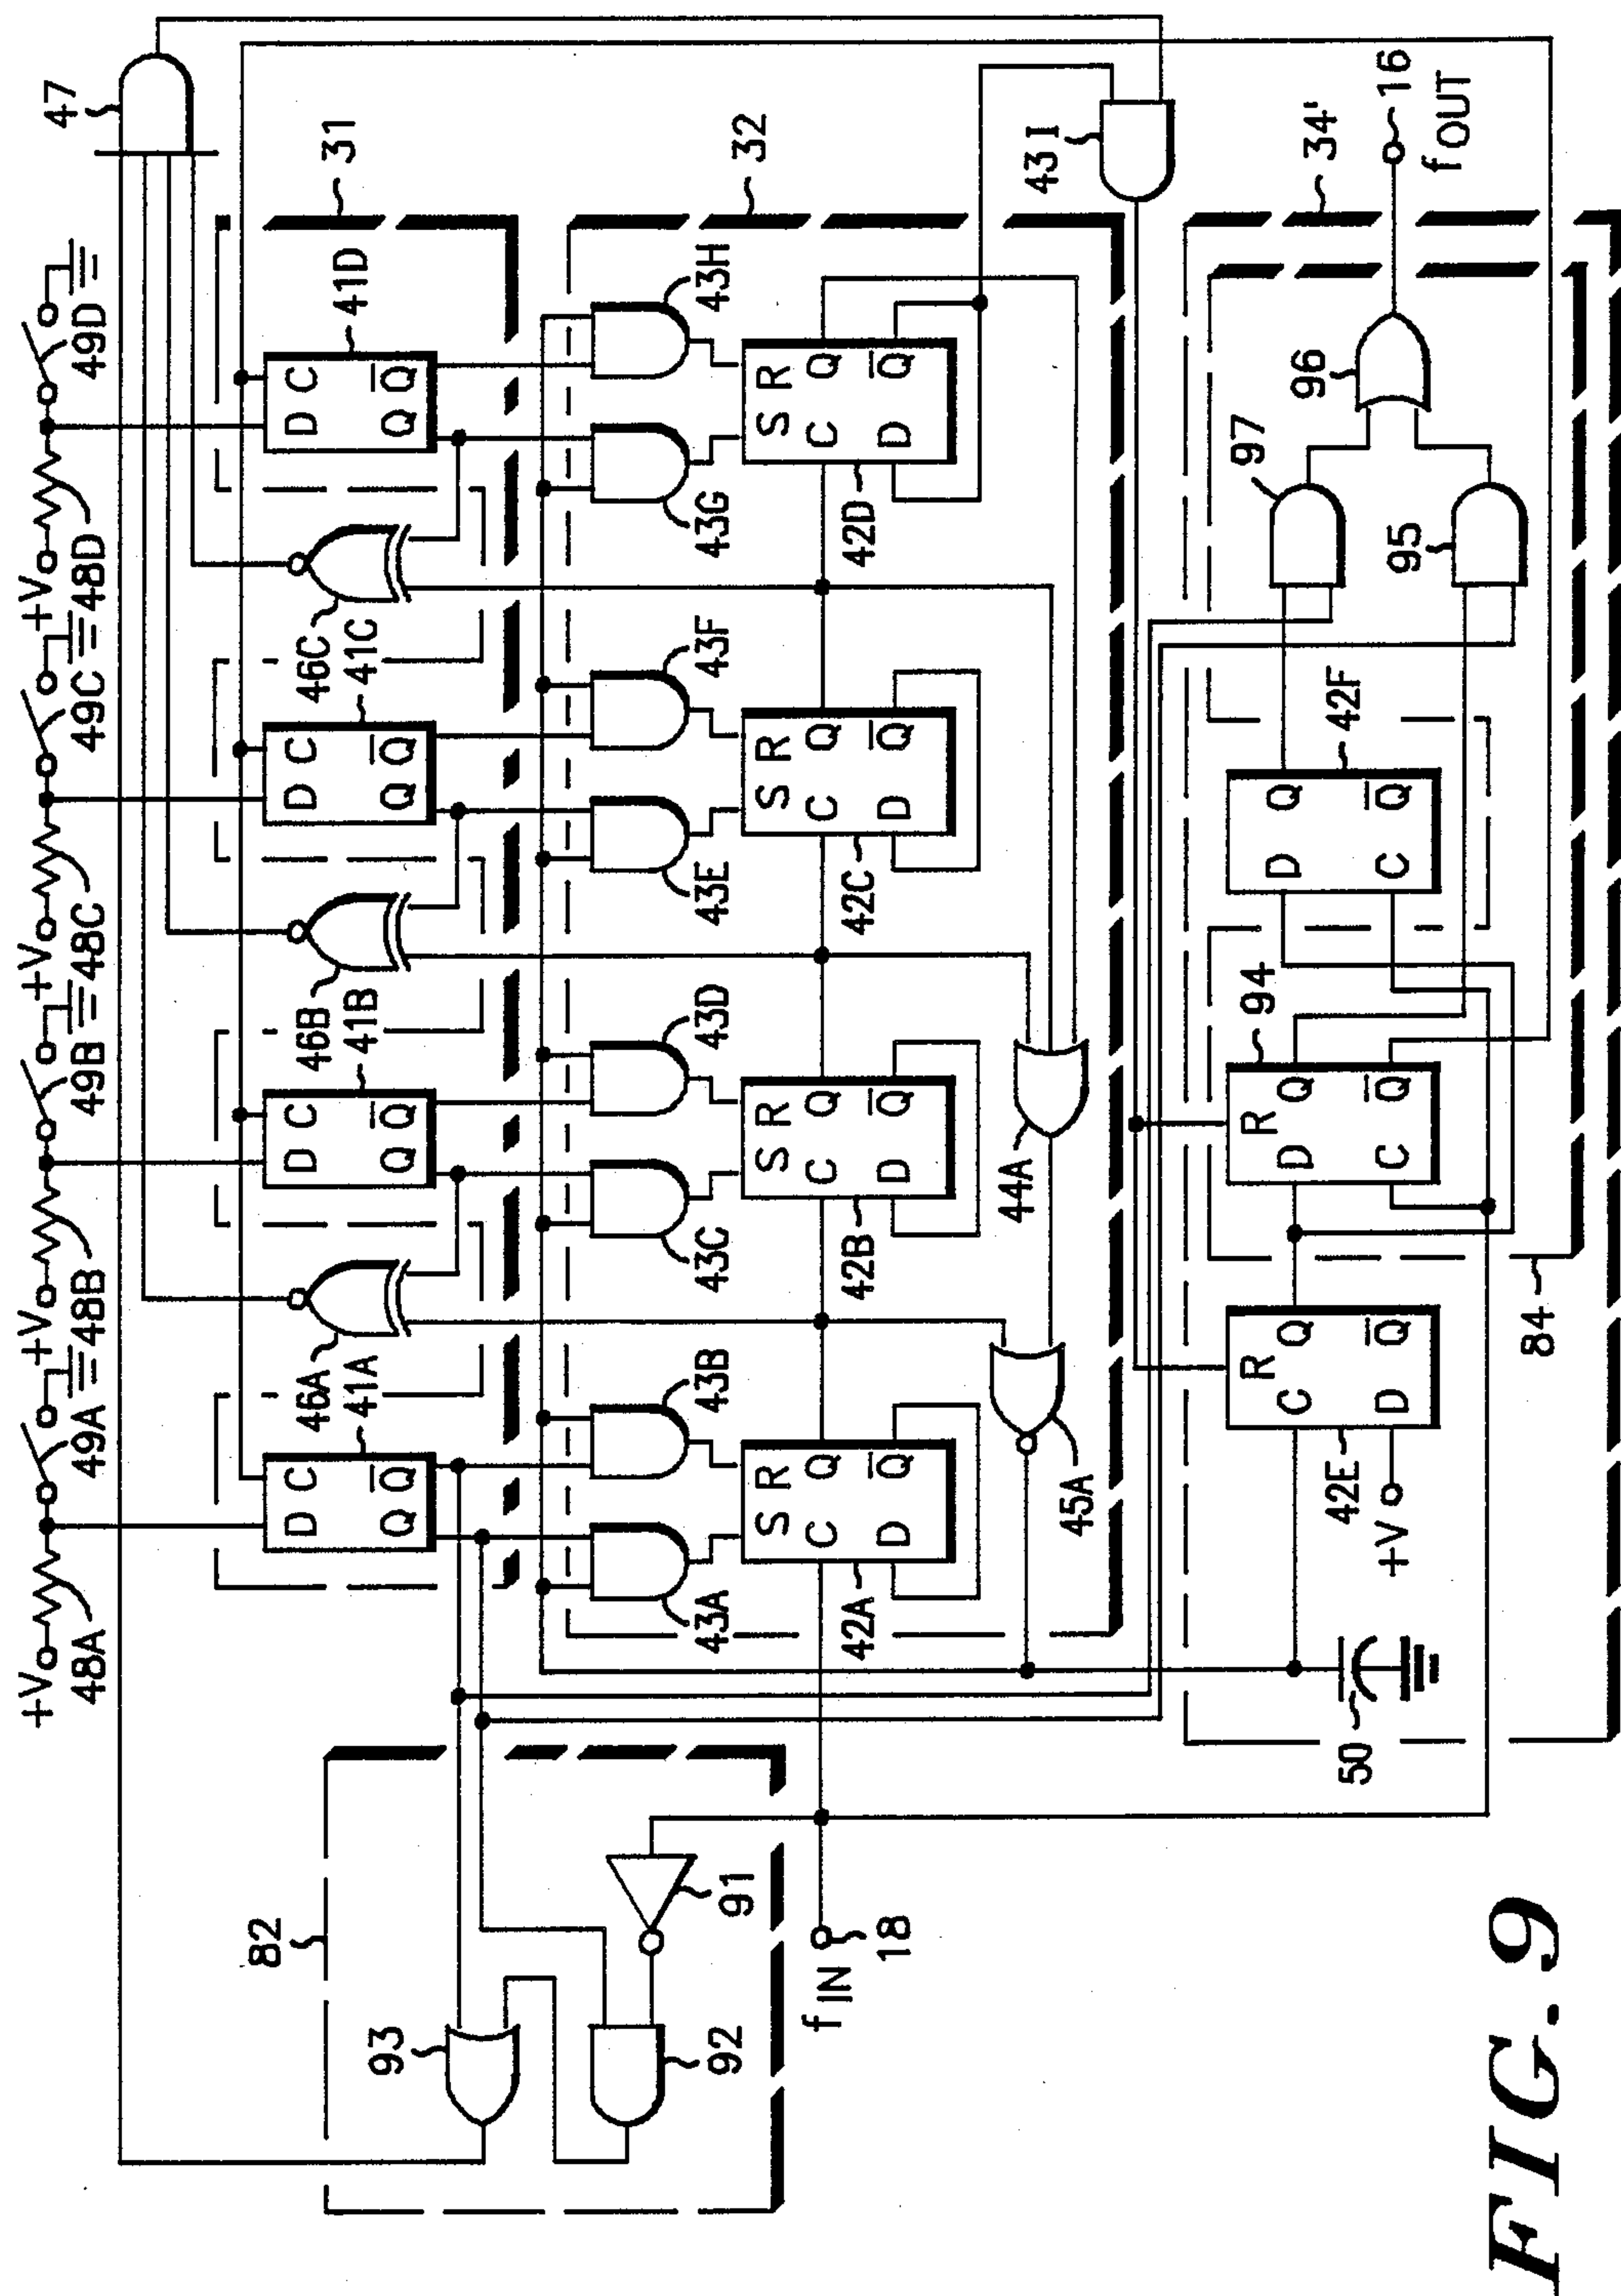 +V 48A 49A +V 48B 49B +V 48C 49C +V 48D 49D 47
D C D C D C D C
Q Q̅ Q Q̅ Q Q̅ Q Q̅
41A 41B 41C 41D 31
46A 46B 46C
82 93 92 91
43A 43B 43C 43D 43E 43F 43G 43H 32
S R S R S R S R
C Q C Q C Q C Q
D Q̅ D Q̅ D Q̅ D Q̅
42A 42B 42C 42D
fIN 18
45A 44A 43I
R R
C Q D Q D Q
D Q̅ C Q̅ C Q̅
42E 94 42F
+V
50
97 95 96
34'
16
fOUT
84
FIG. 9